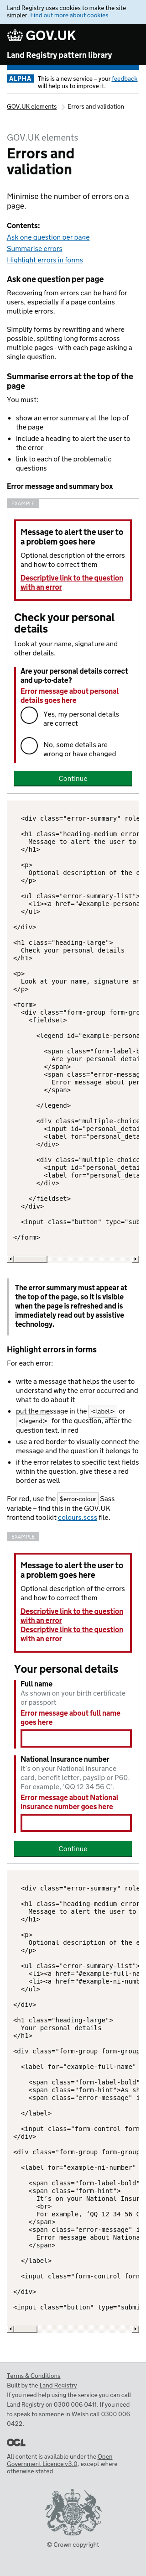 Land Registry uses cookies to make the site
simpler. Find out more about cookies
GOV.UK
Land Registry pattern library
ALPHA
This is a new service – your feedback
will help us to improve it.
GOV.UK elements
Errors and validation
GOV.UK elements
Errors and
validation
Minimise the number of errors on a
page.
Contents:
Ask one question per page
Summarise errors
Highlight errors in forms
Ask one question per page
Recovering from errors can be hard for
users, especially if a page contains
multiple errors.
Simplify forms by rewriting and where
possible, splitting long forms across
multiple pages - with each page asking a
single question.
Summarise errors at the top of the
page
You must:
show an error summary at the top of
the page
include a heading to alert the user to
the error
link to each of the problematic
questions
Error message and summary box
EXAMPLE
Message to alert the user to
a problem goes here
Optional description of the errors
and how to correct them
Descriptive link to the question
with an error
Check your personal
details
Look at your name, signature and
other details.
Are your personal details correct
and up-to-date?
Error message about personal
details goes here
Yes, my personal details
are correct
No, some details are
wrong or have changed
Continue
<div class="error-summary" role
<h1 class="heading-medium error
Message to alert the user to
</h1>
<p>
Optional description of the e
</p>
<ul class="error-summary-list">
<li><a href="#example-persona
</ul>
</div>
<h1 class="heading-large">
Check your personal details
</h1>
<p>
Look at your name, signature an
</p>
<form>
<div class="form-group form-gro
<fieldset>
<legend id="example-persona
<span class="form-label-b
Are your personal detai
</span>
<span class="error-messag
Error message about per
</span>
</legend>
<div class="multiple-choice
<input id="personal_detai
<label for="personal_deta
</div>
<div class="multiple-choice
<input id="personal_detai
<label for="personal_deta
</div>
</fieldset>
</div>
<input class="button" type="sub
</form>
The error summary must appear at
the top of the page, so it is visible
when the page is refreshed and is
immediately read out by assistive
technology.
Highlight errors in forms
For each error:
write a message that helps the user to
understand why the error occurred and
what to do about it
put the message in the <label> or
<legend> for the question, after the
question text, in red
use a red border to visually connect the
message and the question it belongs to
if the error relates to specific text fields
within the question, give these a red
border as well
For red, use the $error-colour Sass
variable – find this in the GOV.UK
frontend toolkit colours.scss file.
EXAMPLE
Message to alert the user to
a problem goes here
Optional description of the errors
and how to correct them
Descriptive link to the question
with an error
Descriptive link to the question
with an error
Your personal details
Full name
As shown on your birth certificate
or passport
Error message about full name
goes here
National Insurance number
It's on your National Insurance
card, benefit letter, payslip or P60.
For example, 'QQ 12 34 56 C'.
Error message about National
Insurance number goes here
Continue
<div class="error-summary" role
<h1 class="heading-medium error
Message to alert the user to
</h1>
<p>
Optional description of the e
</p>
<ul class="error-summary-list">
<li><a href="#example-full-na
<li><a href="#example-ni-numb
</ul>
</div>
<h1 class="heading-large">
Your personal details
</h1>
<div class="form-group form-group
<label for="example-full-name"
<span class="form-label-bold"
<span class="form-hint">As sh
<span class="error-message" i
</label>
<input class="form-control form
</div>
<div class="form-group form-group
<label for="example-ni-number"
<span class="form-label-bold"
<span class="form-hint">
It's on your National Insur
<br>
For example, 'QQ 12 34 56 C
</span>
<span class="error-message" i
Error message about Nationa
</span>
</label>
<input class="form-control form
</div>
<input class="button" type="submi
Terms & Conditions
Built by the Land Registry
If you need help using the service you can call
Land Registry on 0300 006 0411. If you need
to speak to someone in Welsh call 0300 006
0422.
OGL
All content is available under the Open
Government Licence v3.0, except where
otherwise stated
© Crown copyright